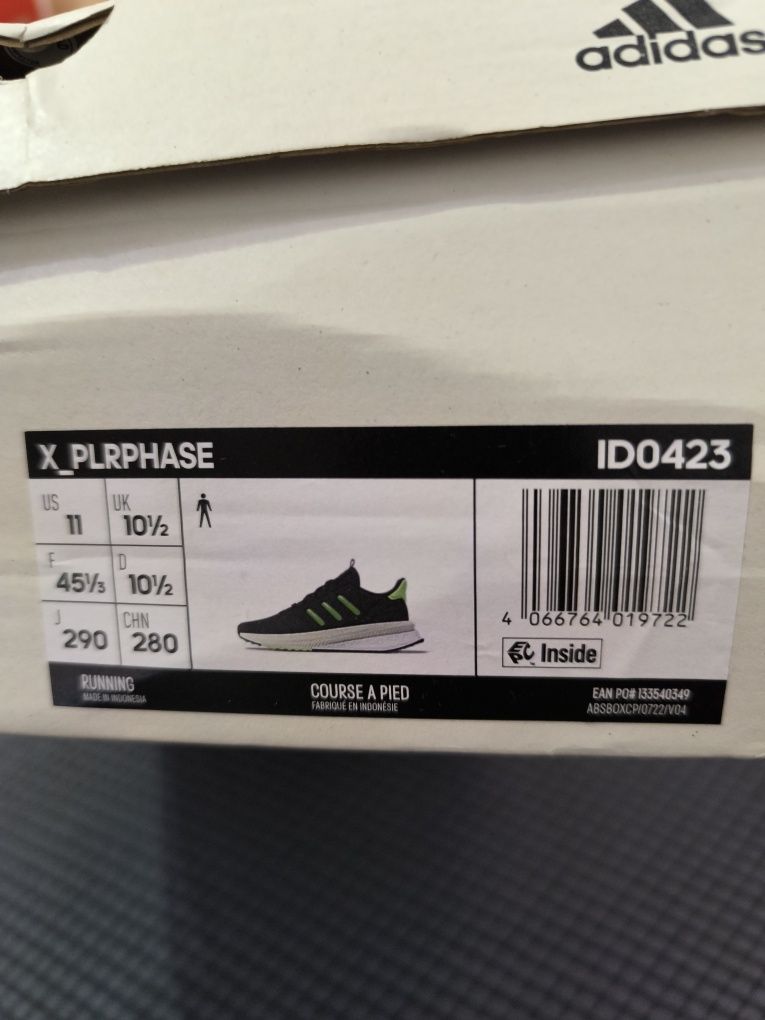 adidas
X_PLRPHASE
ID0423
US
11
UK
10½
F
45⅓
D
10½
J
290
CHN
280
4 066764 019722
Inside
RUNNING
MADE IN INDONESIA
COURSE A PIED
FABRIQUÉ EN INDONÉSIE
EAN PO# 133540349
ABSBOXCP/0722/V04